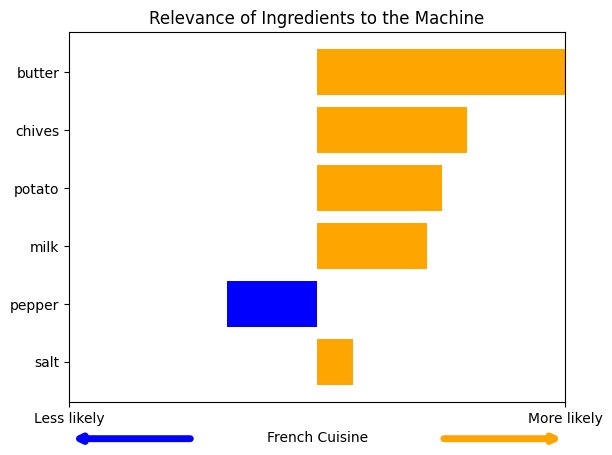 Relevance of Ingredients to the Machine
butter
chives
potato
milk
pepper
salt
Less likely
More likely
French Cuisine